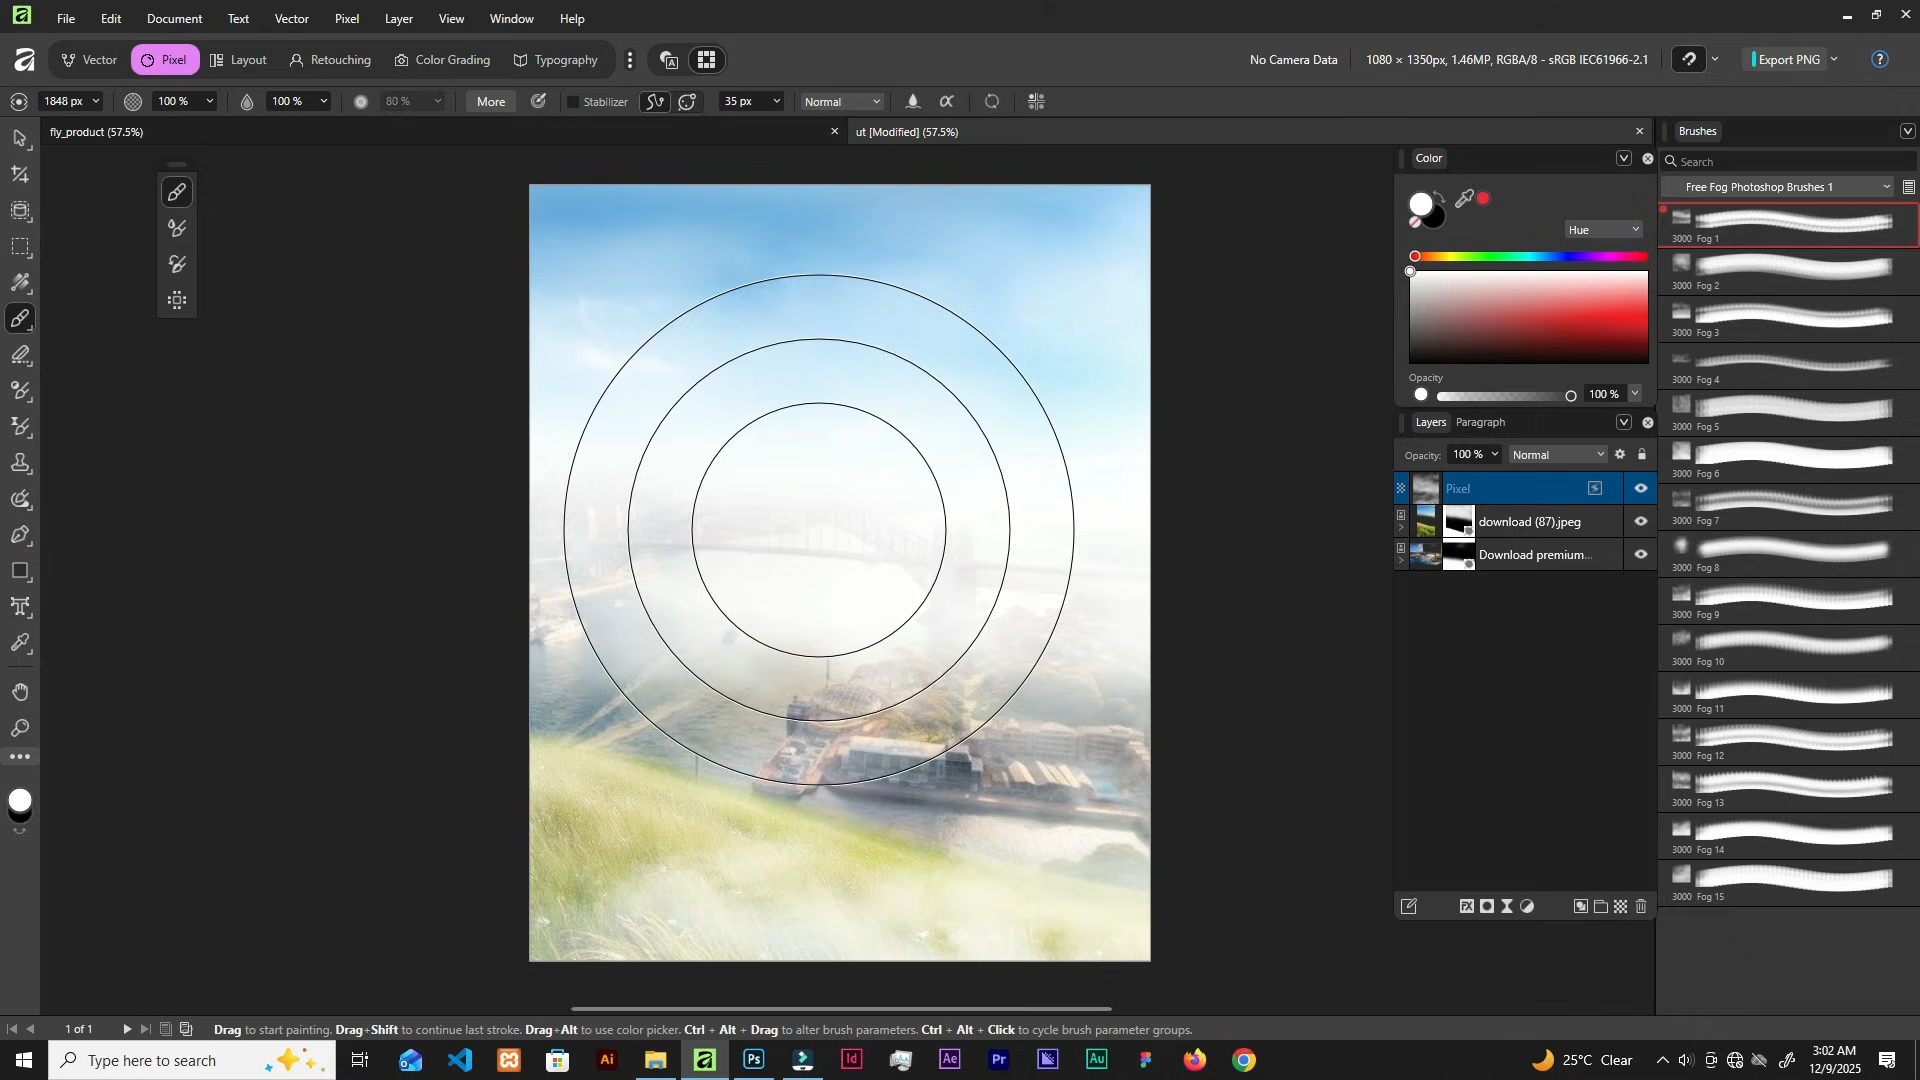 File Edit Document Text Vector Pixel Layer View Window Help
Vector Pixel Layout Retouching Color Grading Typography No Camera Data 1080 × 1350px, 1.46MP, RGBA/8 - sRGB IEC61966-2.1 Export PNG
1848 px 100 % 100 % 80 % More Stabilizer 35 px Normal
fly_product (57.5%) ut [Modified] (57.5%)
Brushes
Search
Free Fog Photoshop Brushes 1
3000 Fog 1
3000 Fog 2
3000 Fog 3
3000 Fog 4
3000 Fog 5
3000 Fog 6
3000 Fog 7
3000 Fog 8
3000 Fog 9
3000 Fog 10
3000 Fog 11
3000 Fog 12
3000 Fog 13
3000 Fog 14
3000 Fog 15
Color
Hue
Opacity
100 %
Layers Paragraph
Opacity: 100 % Normal
Pixel
download (87).jpeg
Download premium...
1 of 1 Drag to start painting. Drag+Shift to continue last stroke. Drag+Alt to use color picker. Ctrl + Alt + Drag to alter brush parameters. Ctrl + Alt + Click to cycle brush parameter groups.
Type here to search Ai Ps Id Ae Pr Au 25°C Clear 3:02 AM
12/9/2025